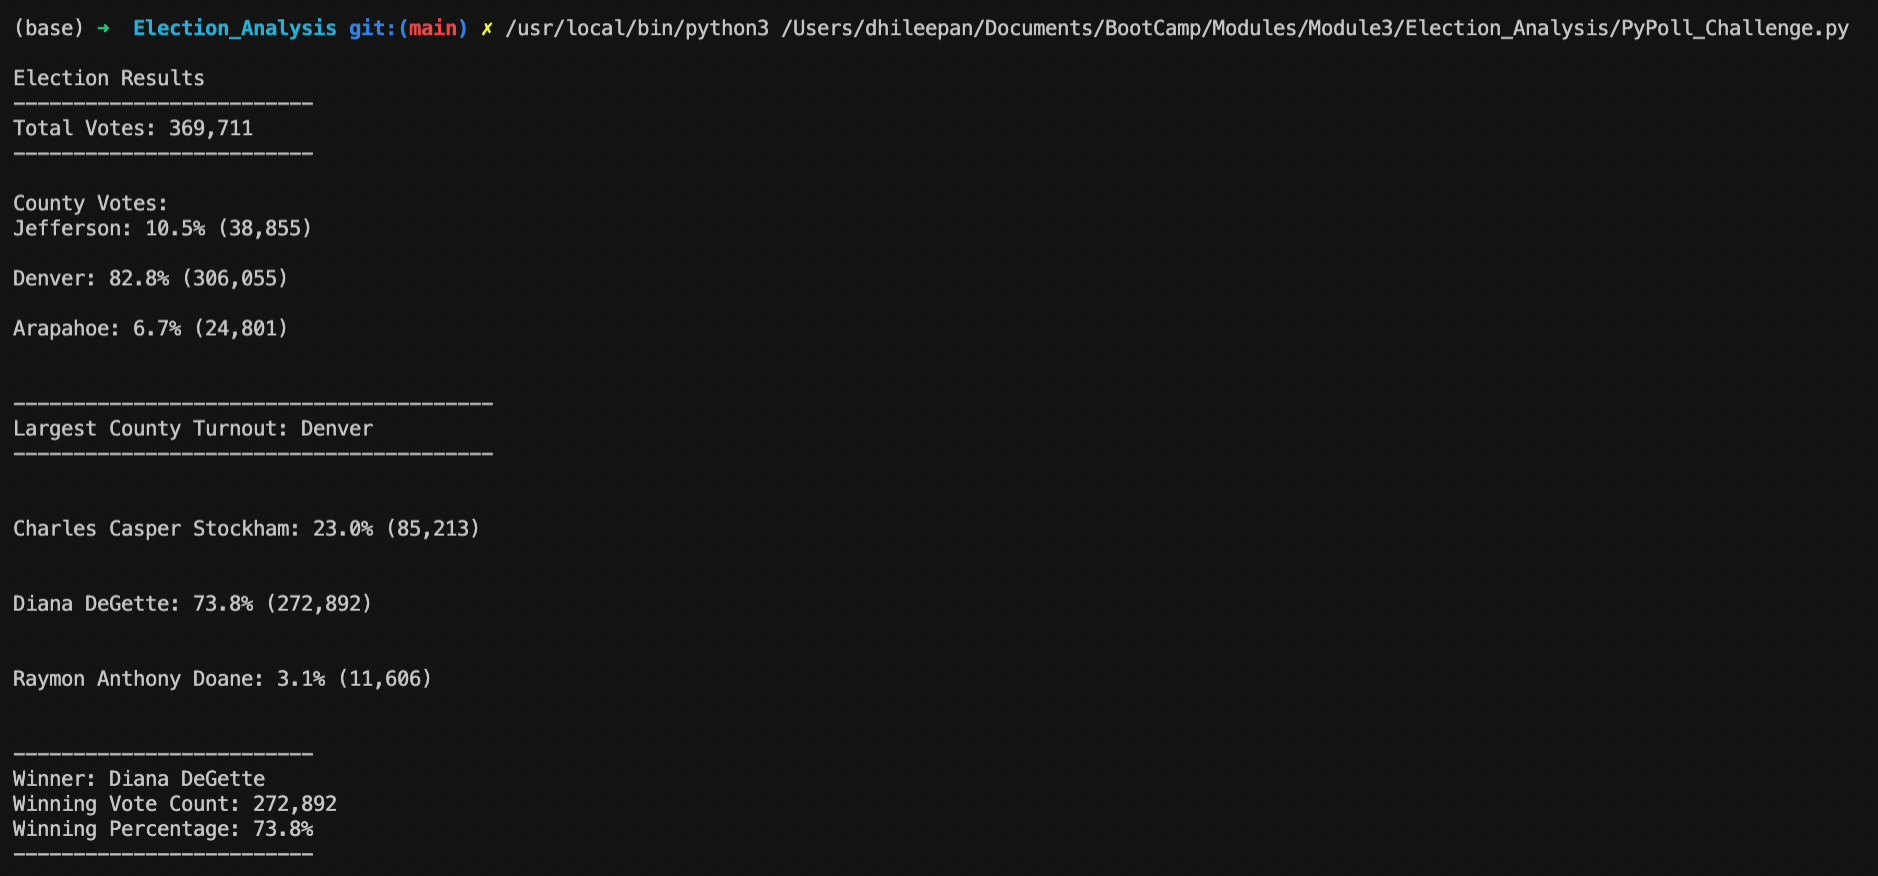 (base) ➜ Election_Analysis git:(main) ✗ /usr/local/bin/python3 /Users/dhileepan/Documents/BootCamp/Modules/Module3/Election_Analysis/PyPoll_Challenge.py
Election Results
-------------------------
Total Votes: 369,711
-------------------------
County Votes:
Jefferson: 10.5% (38,855)
Denver: 82.8% (306,055)
Arapahoe: 6.7% (24,801)
----------------------------------------
Largest County Turnout: Denver
----------------------------------------
Charles Casper Stockham: 23.0% (85,213)
Diana DeGette: 73.8% (272,892)
Raymon Anthony Doane: 3.1% (11,606)
-------------------------
Winner: Diana DeGette
Winning Vote Count: 272,892
Winning Percentage: 73.8%
-------------------------